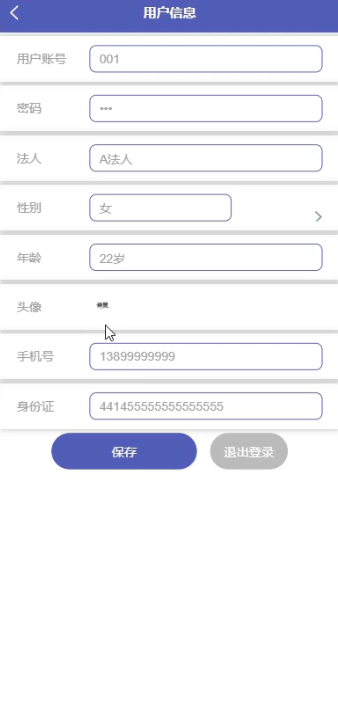 用户信息
用户账号 001
密码 •••
法人 A法人
性别 女
年龄 22岁
头像
手机号 13899999999
身份证 441455555555555555
保存 退出登录